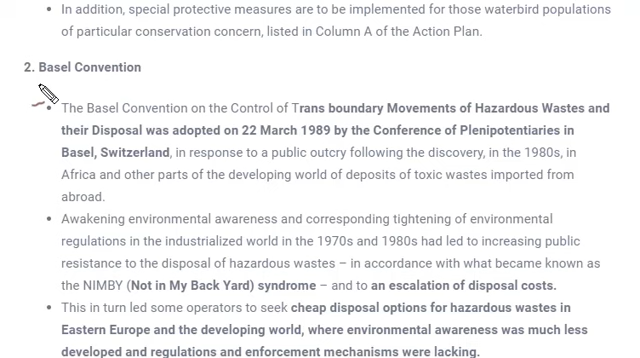 In addition, special protective measures are to be implemented for those waterbird populations
of particular conservation concern, listed in Column A of the Action Plan.
2. Basel Convention
The Basel Convention on the Control of Trans boundary Movements of Hazardous Wastes and
their Disposal was adopted on 22 March 1989 by the Conference of Plenipotentiaries in
Basel, Switzerland, in response to a public outcry following the discovery, in the 1980s, in
Africa and other parts of the developing world of deposits of toxic wastes imported from
abroad.
Awakening environmental awareness and corresponding tightening of environmental
regulations in the industrialized world in the 1970s and 1980s had led to increasing public
resistance to the disposal of hazardous wastes – in accordance with what became known as
the NIMBY (Not in My Back Yard) syndrome – and to an escalation of disposal costs.
This in turn led some operators to seek cheap disposal options for hazardous wastes in
Eastern Europe and the developing world, where environmental awareness was much less
developed and regulations and enforcement mechanisms were lacking.